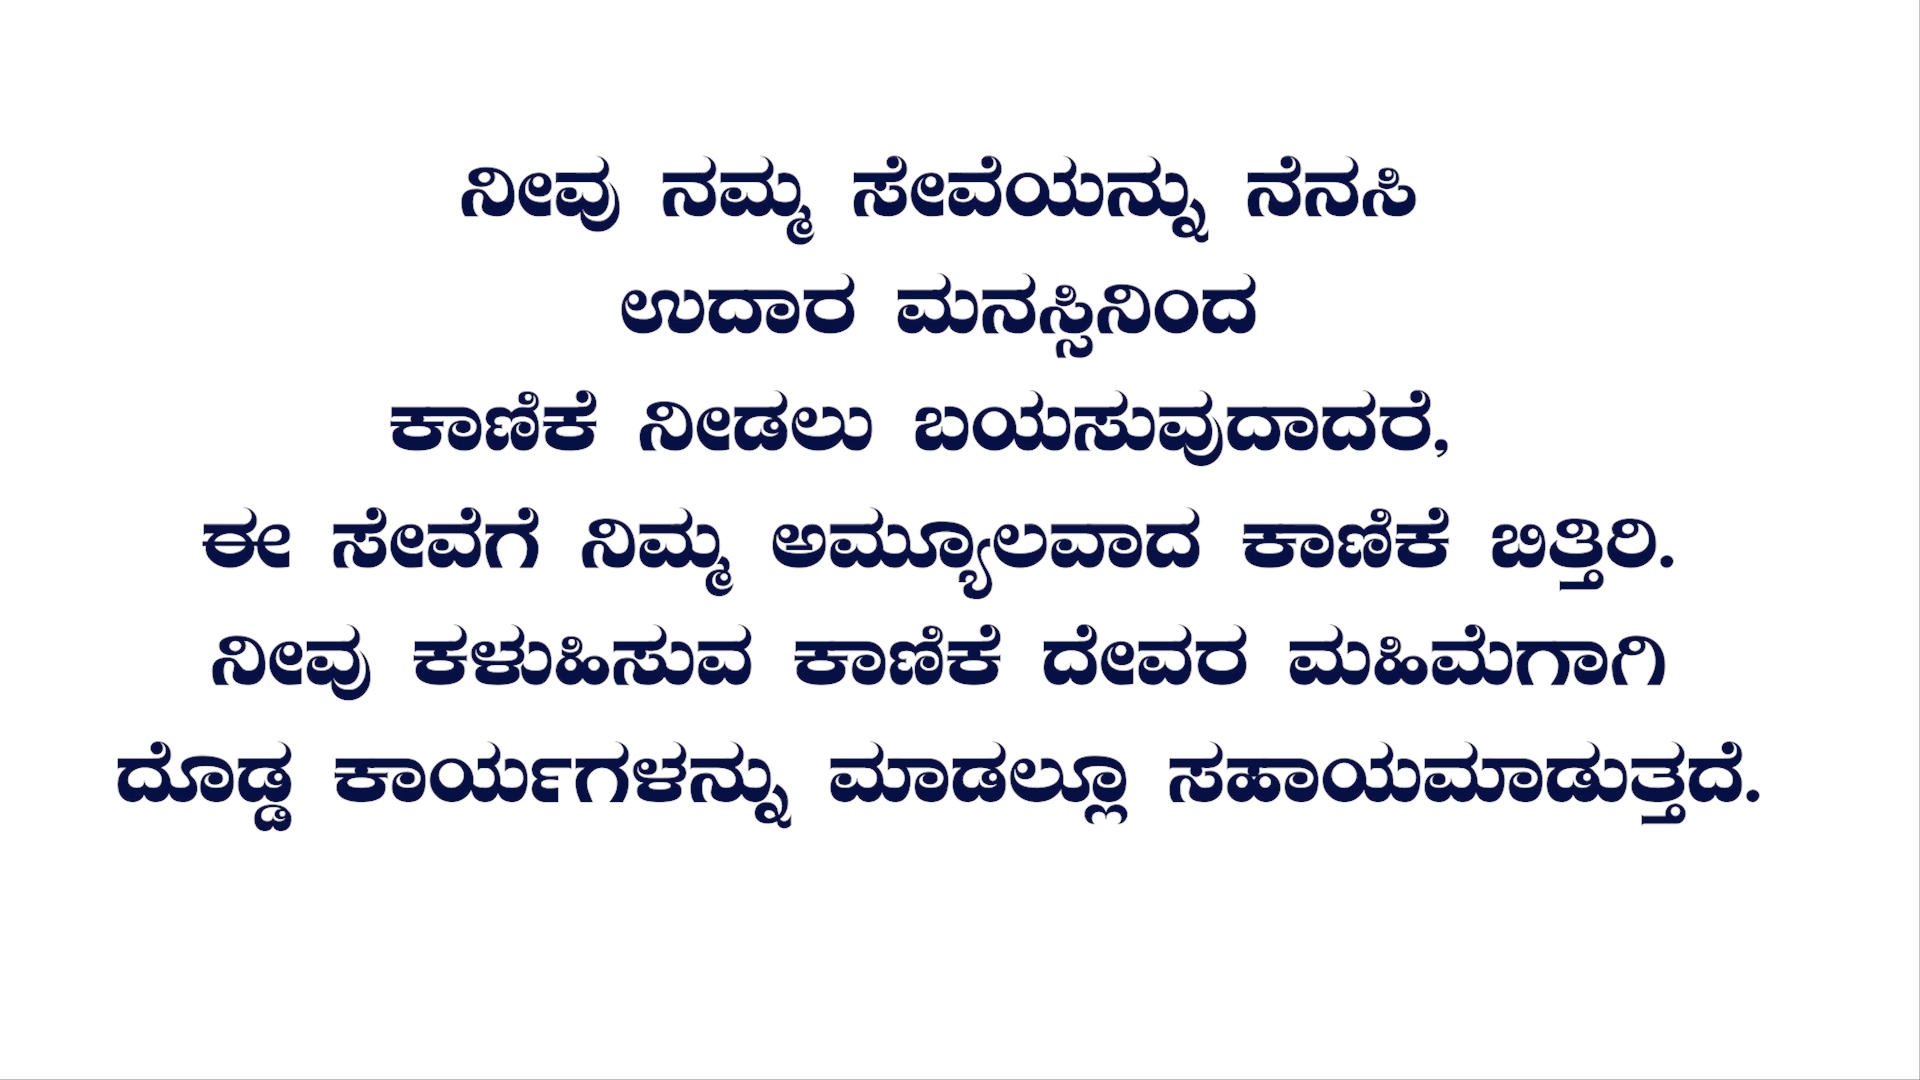 ನೀವು ನಮ್ಮ ಸೇವೆಯನ್ನು ನೆನಸಿ
ಉದಾರ ಮನಸ್ಸಿನಿಂದ
ಕಾಣಿಕೆ ನೀಡಲು ಬಯಸುವುದಾದರೆ,
ಈ ಸೇವೆಗೆ ನಿಮ್ಮ ಅಮ್ಯೂಲವಾದ ಕಾಣಿಕೆ ಬಿತ್ತಿರಿ.
ನೀವು ಕಳುಹಿಸುವ ಕಾಣಿಕೆ ದೇವರ ಮಹಿಮೆಗಾಗಿ
ದೊಡ್ಡ ಕಾರ್ಯಗಳನ್ನು ಮಾಡಲ್ಲೂ ಸಹಾಯಮಾಡುತ್ತದೆ.